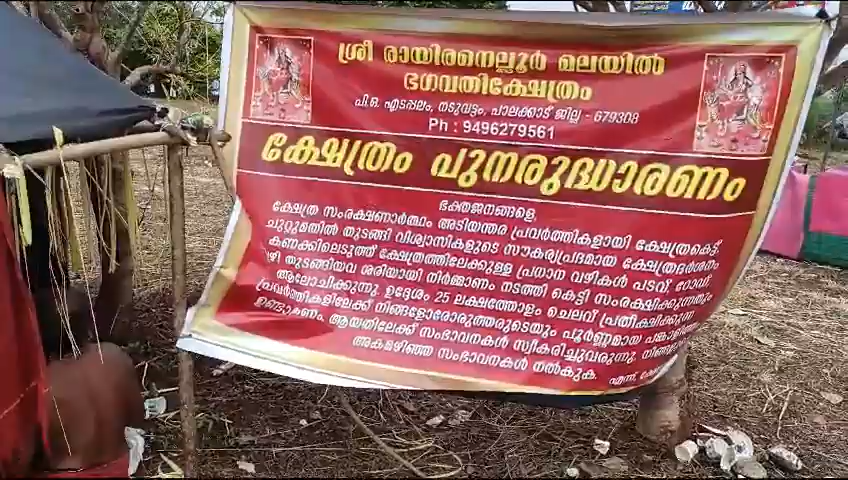 ശ്രീ രായിരനെല്ലൂർ മലയിൽ
ഭഗവതിക്ഷേത്രം
പി.ഒ. എടപ്പലം, നടുവട്ടം, പാലക്കാട് ജില്ല - 679308
Ph : 9496279561
ക്ഷേത്രം പുനരുദ്ധാരണം
ഭക്തജനങ്ങളെ,
ക്ഷേത്ര സംരക്ഷണാർത്ഥം അടിയന്തര പ്രവർത്തികളായി ക്ഷേത്രകെട്ട്,
ചുറ്റുമതിൽ തുടങ്ങി വിശ്വാസികളുടെ സൗകര്യപ്രദമായ ക്ഷേത്രദർശനം
കണക്കിലെടുത്ത് ക്ഷേത്രത്തിലേക്കുള്ള പ്രധാന വഴികൾ പടവ്, റോഡ്,
തുടങ്ങിയവ ശരിയായി നിർമ്മാണം നടത്തി കെട്ടി സംരക്ഷിക്കുന്നതും
ആലോചിക്കുന്നു. ഉദ്ദേശം 25 ലക്ഷത്തോളം ചെലവ് പ്രതീക്ഷിക്കുന്ന
പ്രവർത്തികളിലേക്ക് നിങ്ങളോരോരുത്തരുടെയും പൂർണ്ണമായ
ഉണ്ടാകണം. ആയതിലേക്ക് സംഭാവനകൾ സ്വീകരിച്ചുവരുന്നു.
അകമഴിഞ്ഞ സംഭാവനകൾ നൽകുക.
എന്ന്,